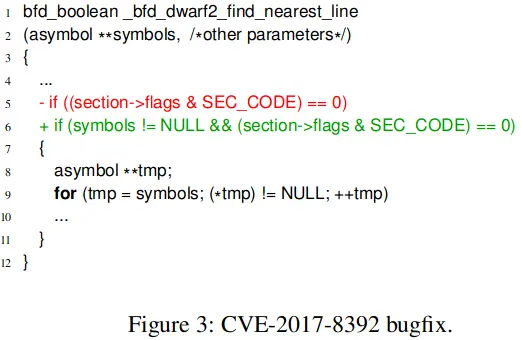 1 bfd_boolean _bfd_dwarf2_find_nearest_line
2 (asymbol **symbols, /*other parameters*/)
3 {
4 ...
5 - if ((section->flags & SEC_CODE) == 0)
6 + if (symbols != NULL && (section->flags & SEC_CODE) == 0)
7 {
8 asymbol **tmp;
9 for (tmp = symbols; (*tmp) != NULL; ++tmp)
10 ...
11 }
12 }
Figure 3: CVE-2017-8392 bugfix.